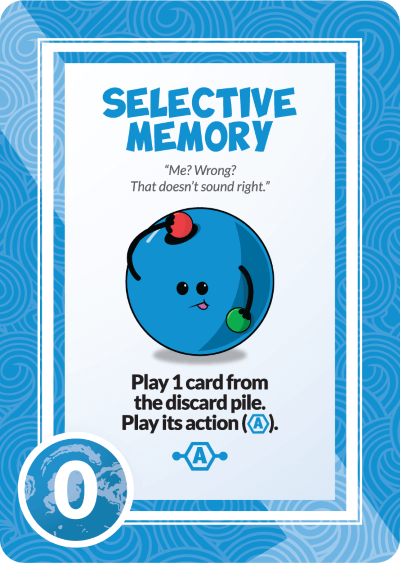 SELECTIVE
MEMORY
“Me? Wrong?
That doesn’t sound right.”
Play 1 card from
the discard pile.
Play its action (A).
A
0